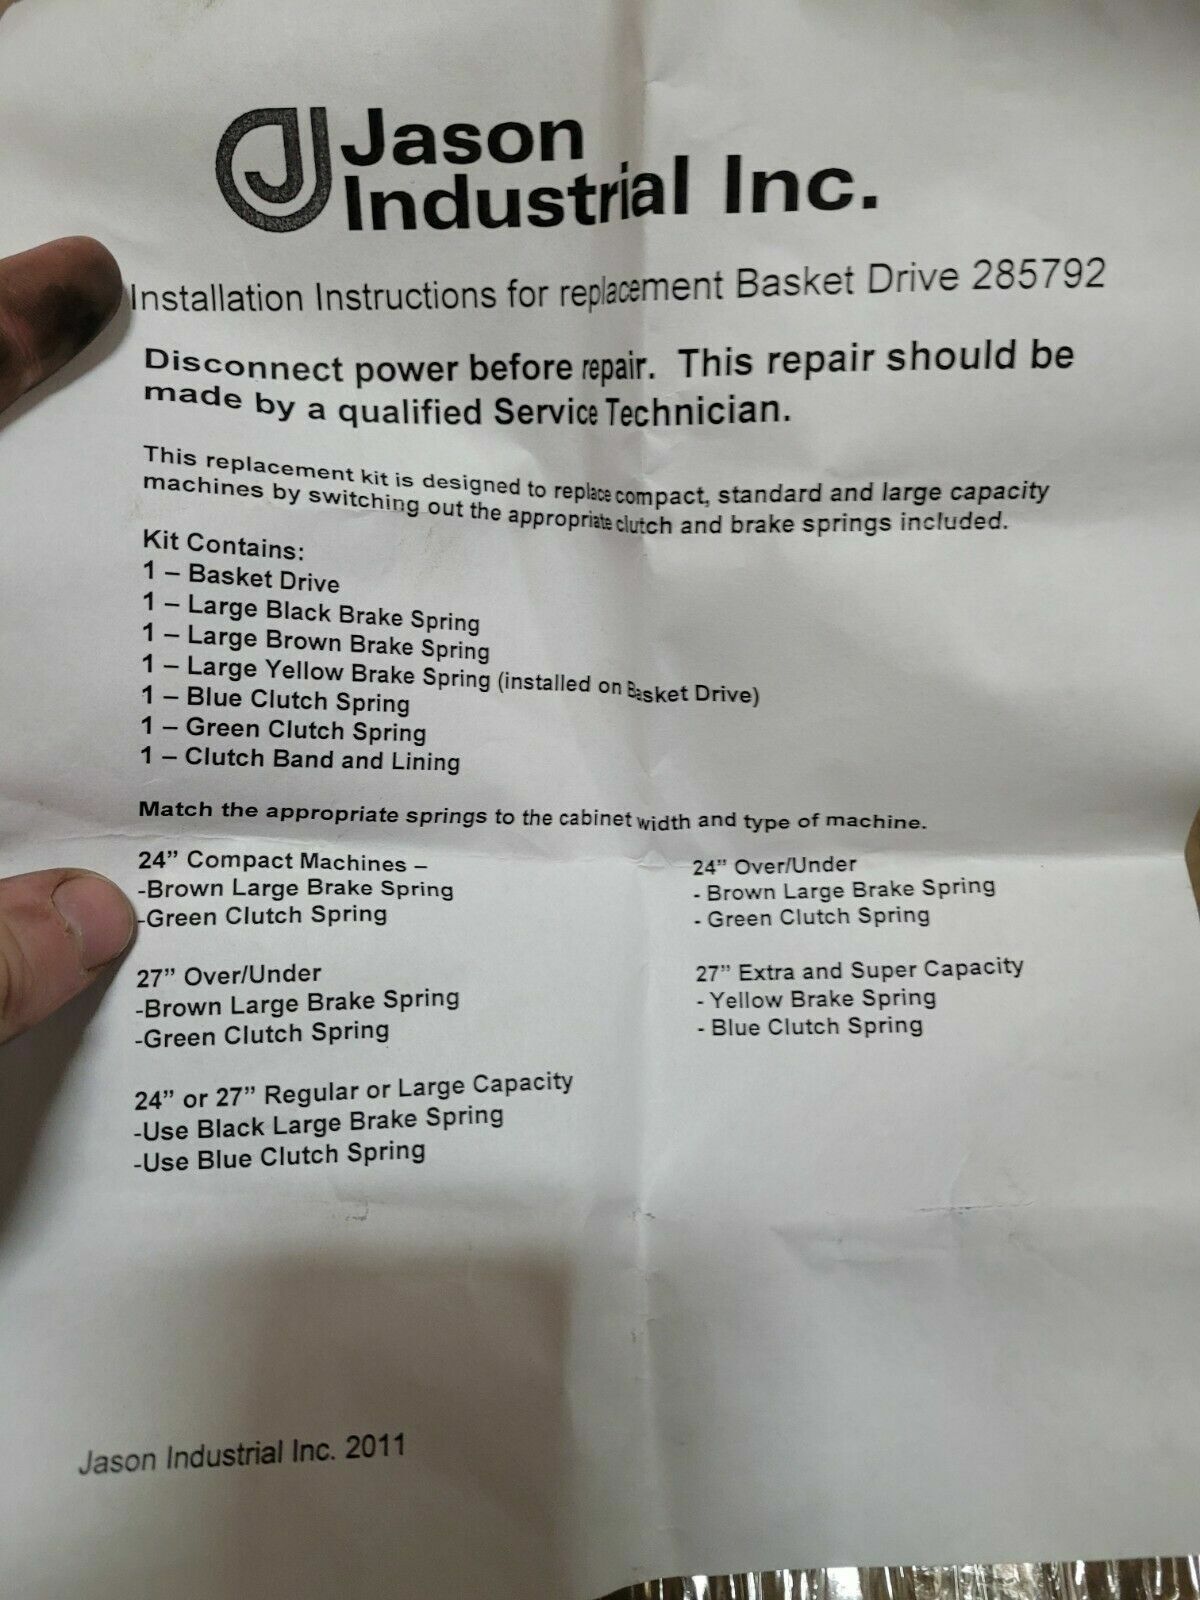 Jason
Industrial Inc.
Installation Instructions for replacement Basket Drive 285792
Disconnect power before repair. This repair should be
made by a qualified Service Technician.
This replacement kit is designed to replace compact, standard and large capacity
machines by switching out the appropriate clutch and brake springs included.
Kit Contains:
1 – Basket Drive
1 – Large Black Brake Spring
1 – Large Brown Brake Spring
1 – Large Yellow Brake Spring (installed on Basket Drive)
1 – Blue Clutch Spring
1 – Green Clutch Spring
1 – Clutch Band and Lining
Match the appropriate springs to the cabinet width and type of machine.
24” Compact Machines –
-Brown Large Brake Spring
-Green Clutch Spring
24” Over/Under
- Brown Large Brake Spring
- Green Clutch Spring
27” Over/Under
-Brown Large Brake Spring
-Green Clutch Spring
27” Extra and Super Capacity
- Yellow Brake Spring
- Blue Clutch Spring
24” or 27” Regular or Large Capacity
-Use Black Large Brake Spring
-Use Blue Clutch Spring
Jason Industrial Inc. 2011